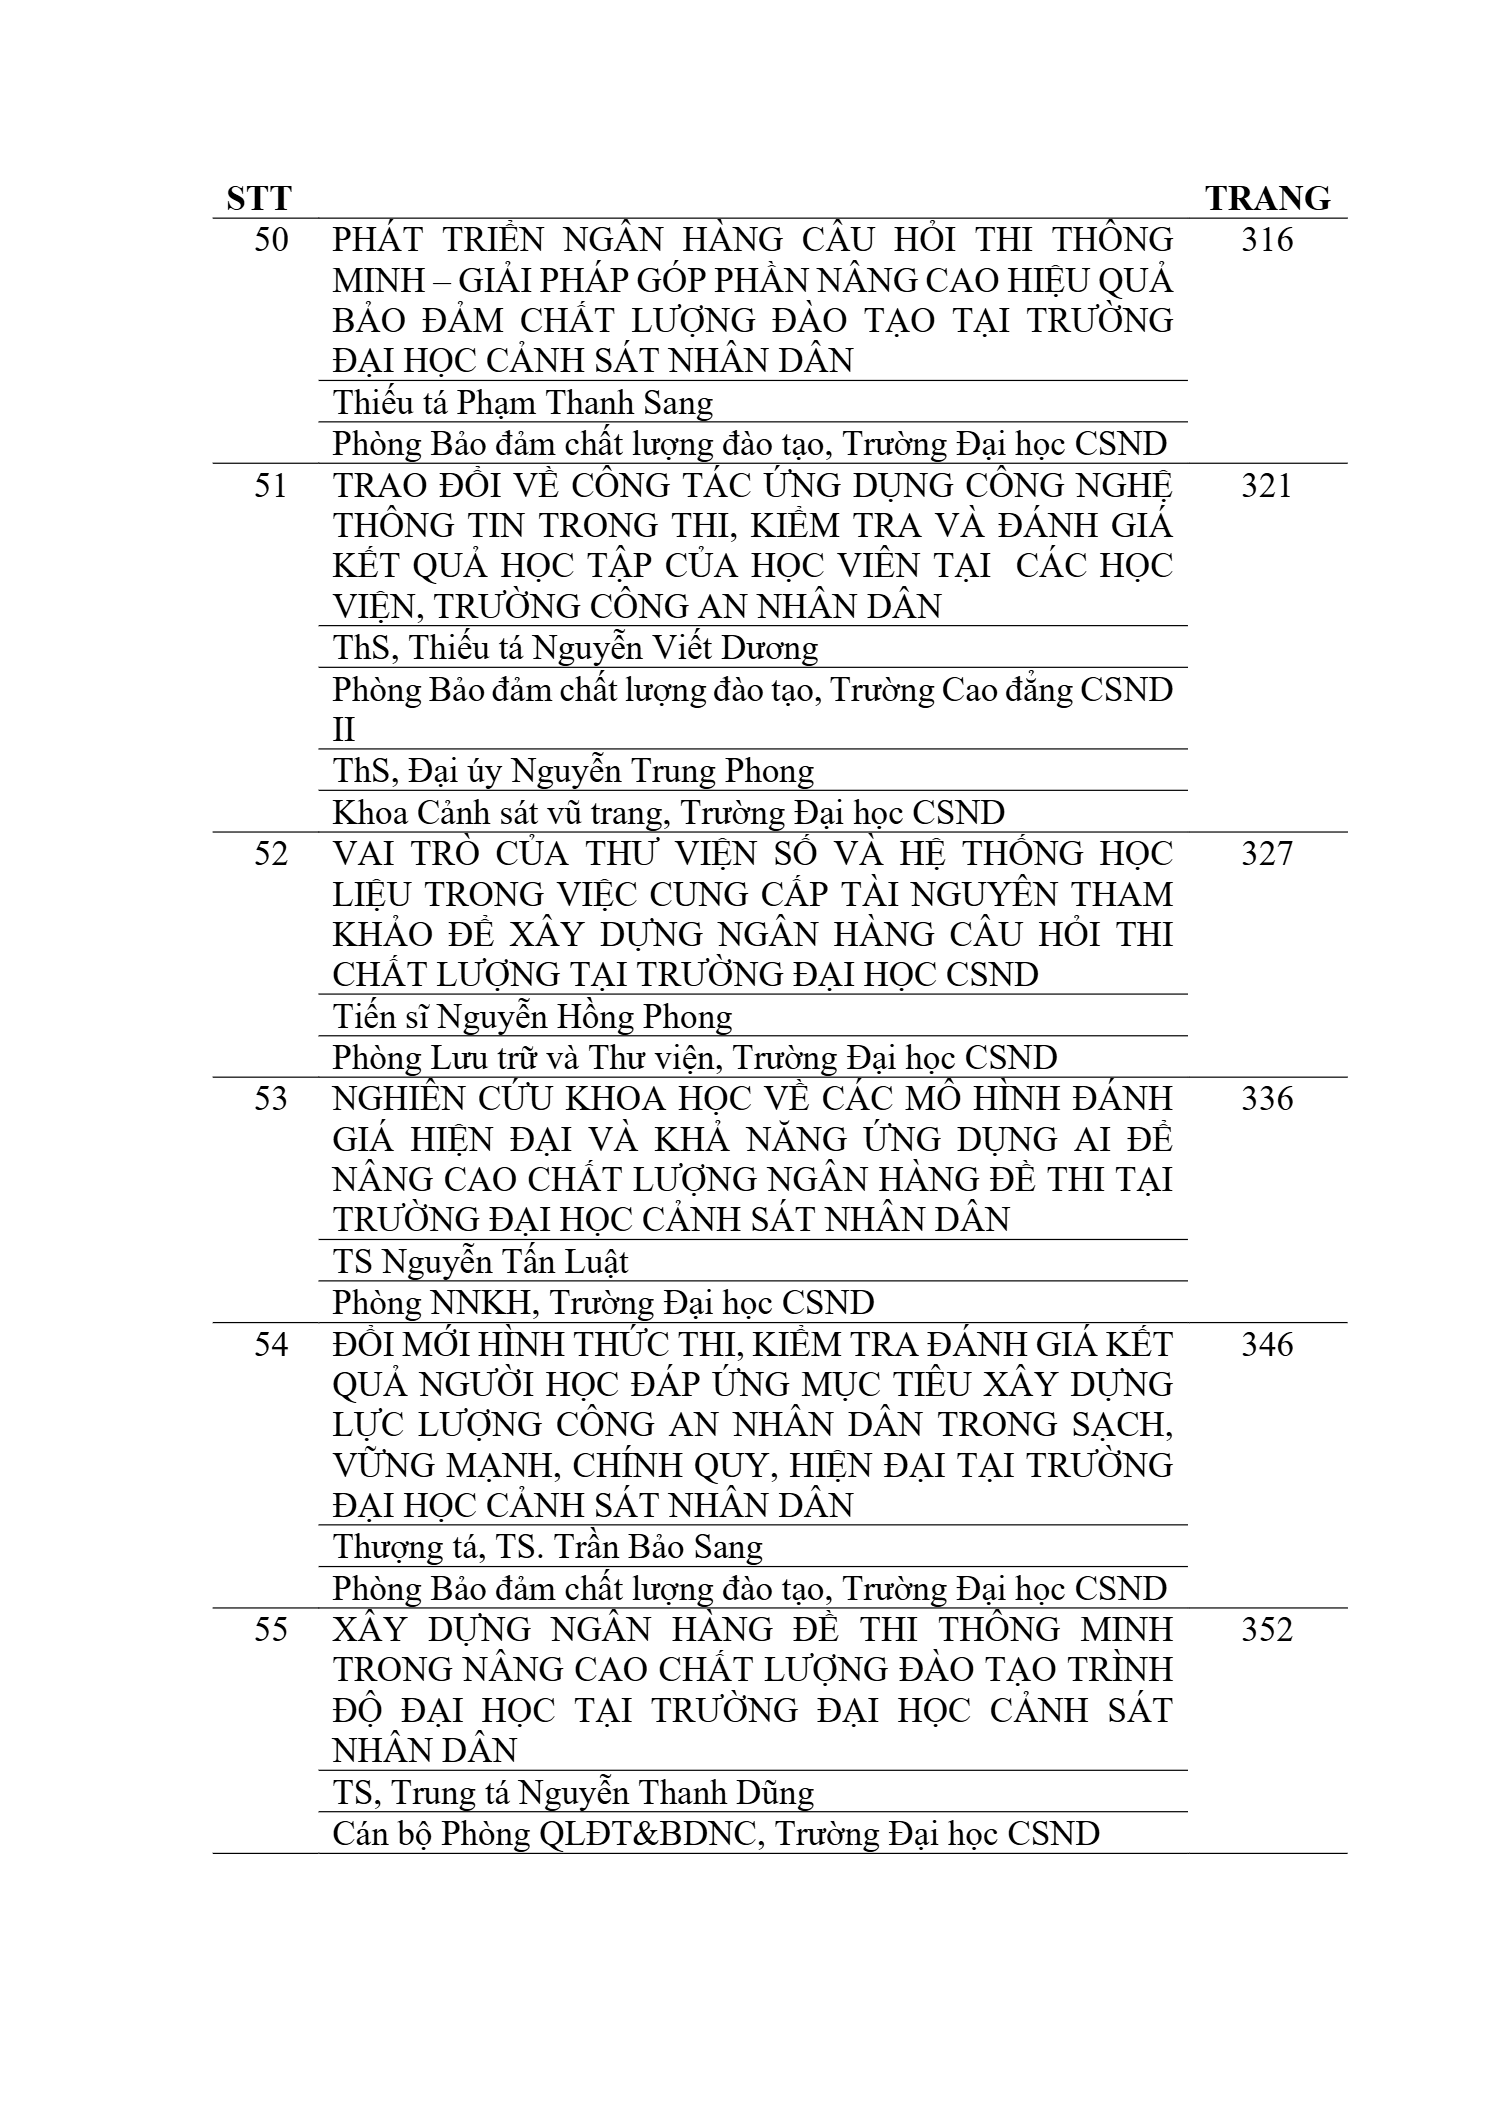 STT TRANG
50 PHÁT TRIỂN NGÂN HÀNG CÂU HỎI THI THÔNG 316
MINH – GIẢI PHÁP GÓP PHẦN NÂNG CAO HIỆU QUẢ
BẢO ĐẢM CHẤT LƯỢNG ĐÀO TẠO TẠI TRƯỜNG
ĐẠI HỌC CẢNH SÁT NHÂN DÂN
Thiếu tá Phạm Thanh Sang
Phòng Bảo đảm chất lượng đào tạo, Trường Đại học CSND
51 TRAO ĐỔI VỀ CÔNG TÁC ỨNG DỤNG CÔNG NGHỆ 321
THÔNG TIN TRONG THI, KIỂM TRA VÀ ĐÁNH GIÁ
KẾT QUẢ HỌC TẬP CỦA HỌC VIÊN TẠI CÁC HỌC
VIỆN, TRƯỜNG CÔNG AN NHÂN DÂN
ThS, Thiếu tá Nguyễn Viết Dương
Phòng Bảo đảm chất lượng đào tạo, Trường Cao đẳng CSND
II
ThS, Đại úy Nguyễn Trung Phong
Khoa Cảnh sát vũ trang, Trường Đại học CSND
52 VAI TRÒ CỦA THƯ VIỆN SỐ VÀ HỆ THỐNG HỌC 327
LIỆU TRONG VIỆC CUNG CẤP TÀI NGUYÊN THAM
KHẢO ĐỂ XÂY DỰNG NGÂN HÀNG CÂU HỎI THI
CHẤT LƯỢNG TẠI TRƯỜNG ĐẠI HỌC CSND
Tiến sĩ Nguyễn Hồng Phong
Phòng Lưu trữ và Thư viện, Trường Đại học CSND
53 NGHIÊN CỨU KHOA HỌC VỀ CÁC MÔ HÌNH ĐÁNH 336
GIÁ HIỆN ĐẠI VÀ KHẢ NĂNG ỨNG DỤNG AI ĐỂ
NÂNG CAO CHẤT LƯỢNG NGÂN HÀNG ĐỀ THI TẠI
TRƯỜNG ĐẠI HỌC CẢNH SÁT NHÂN DÂN
TS Nguyễn Tấn Luật
Phòng NNKH, Trường Đại học CSND
54 ĐỔI MỚI HÌNH THỨC THI, KIỂM TRA ĐÁNH GIÁ KẾT 346
QUẢ NGƯỜI HỌC ĐÁP ỨNG MỤC TIÊU XÂY DỰNG
LỰC LƯỢNG CÔNG AN NHÂN DÂN TRONG SẠCH,
VỮNG MẠNH, CHÍNH QUY, HIỆN ĐẠI TẠI TRƯỜNG
ĐẠI HỌC CẢNH SÁT NHÂN DÂN
Thượng tá, TS. Trần Bảo Sang
Phòng Bảo đảm chất lượng đào tạo, Trường Đại học CSND
55 XÂY DỰNG NGÂN HÀNG ĐỀ THI THÔNG MINH 352
TRONG NÂNG CAO CHẤT LƯỢNG ĐÀO TẠO TRÌNH
ĐỘ ĐẠI HỌC TẠI TRƯỜNG ĐẠI HỌC CẢNH SÁT
NHÂN DÂN
TS, Trung tá Nguyễn Thanh Dũng
Cán bộ Phòng QLĐT&BDNC, Trường Đại học CSND